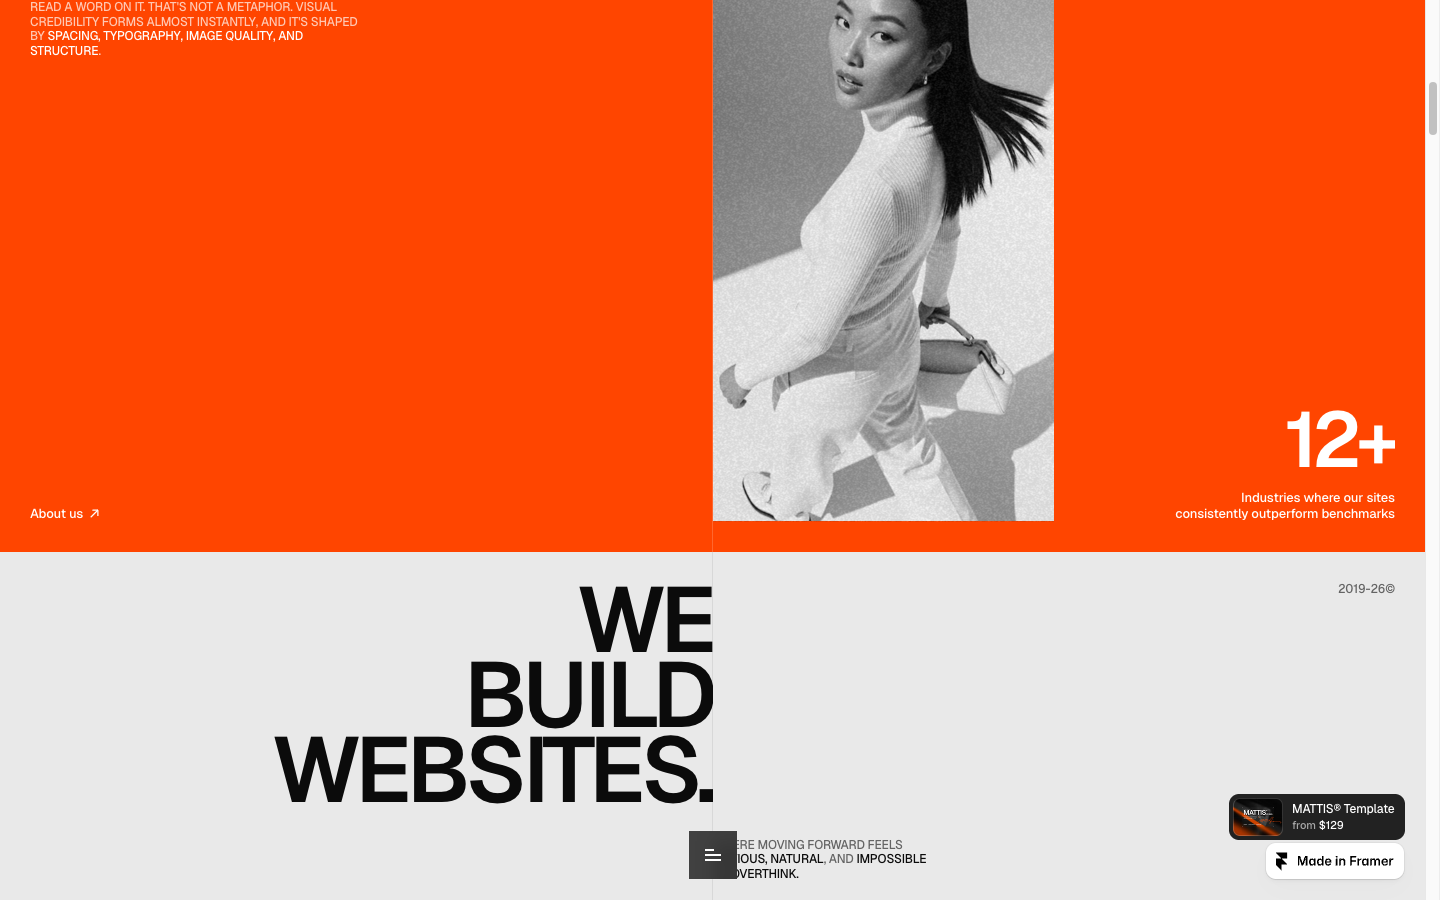 READ A WORD ON IT. THAT'S NOT A METAPHOR. VISUAL
CREDIBILITY FORMS ALMOST INSTANTLY, AND IT'S SHAPED
BY SPACING, TYPOGRAPHY, IMAGE QUALITY, AND
STRUCTURE.
12+
Industries where our sites
consistently outperform benchmarks
About us
WE
BUILD
WEBSITES.
2019-26©
MOVING FORWARD FEELS
NATURAL, AND IMPOSSIBLE
OVERTHINK.
MATTIS® Template
from $129
MATTIS
Made in Framer